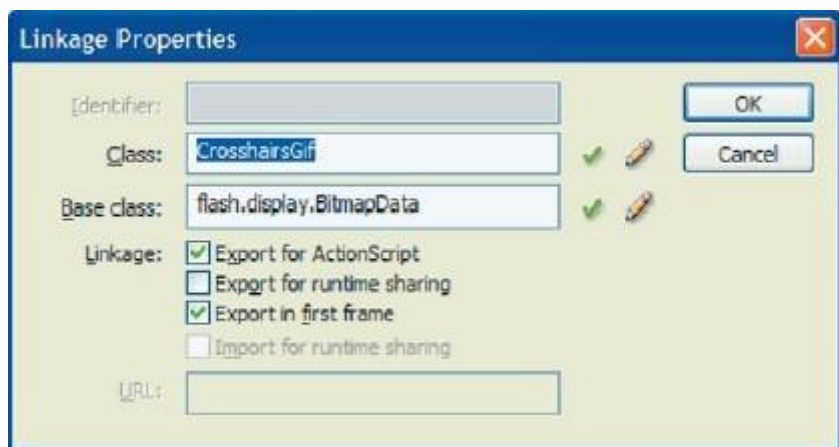 Linkage Properties
Identifier:
OK
Class: CrosshairsGif
Cancel
Base class: flash.display.BitmapData
Linkage: Export for ActionScript
Export for runtime sharing
Export in first frame
Import for runtime sharing
URL: